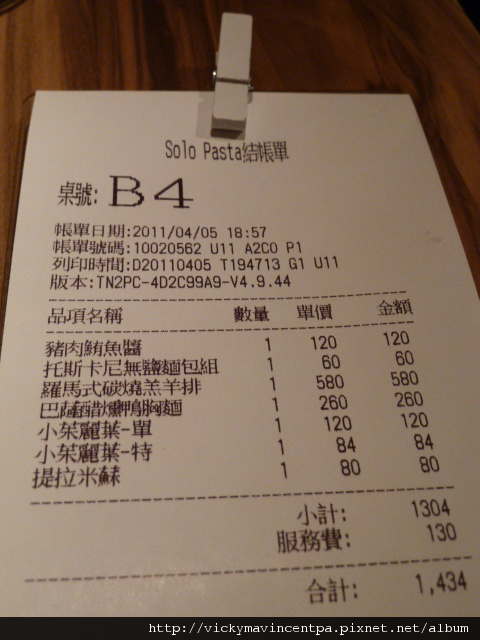 Solo Pasta結帳單
桌號: B4
帳單日期:2011/04/05 18:57
帳單號碼:10020562 U11 A2C0 P1
列印時間:D20110405 T194713 G1 U11
版本:TN2PC-4D2C99A9-V4.9.44
品項名稱 數量 單價 金額
豬肉鮪魚醬 1 120 120
托斯卡尼無鹽麵包組 1 60 60
羅馬式碳燒羔羊排 1 580 580
巴薩醋燻鴨胸麵 1 260 260
小茱麗葉-單 1 120 120
小茱麗葉-特 1 84 84
提拉米蘇 1 80 80
小計: 1304
服務費: 130
合計: 1,434
http://vickymavincentpa.pixnet.net/album